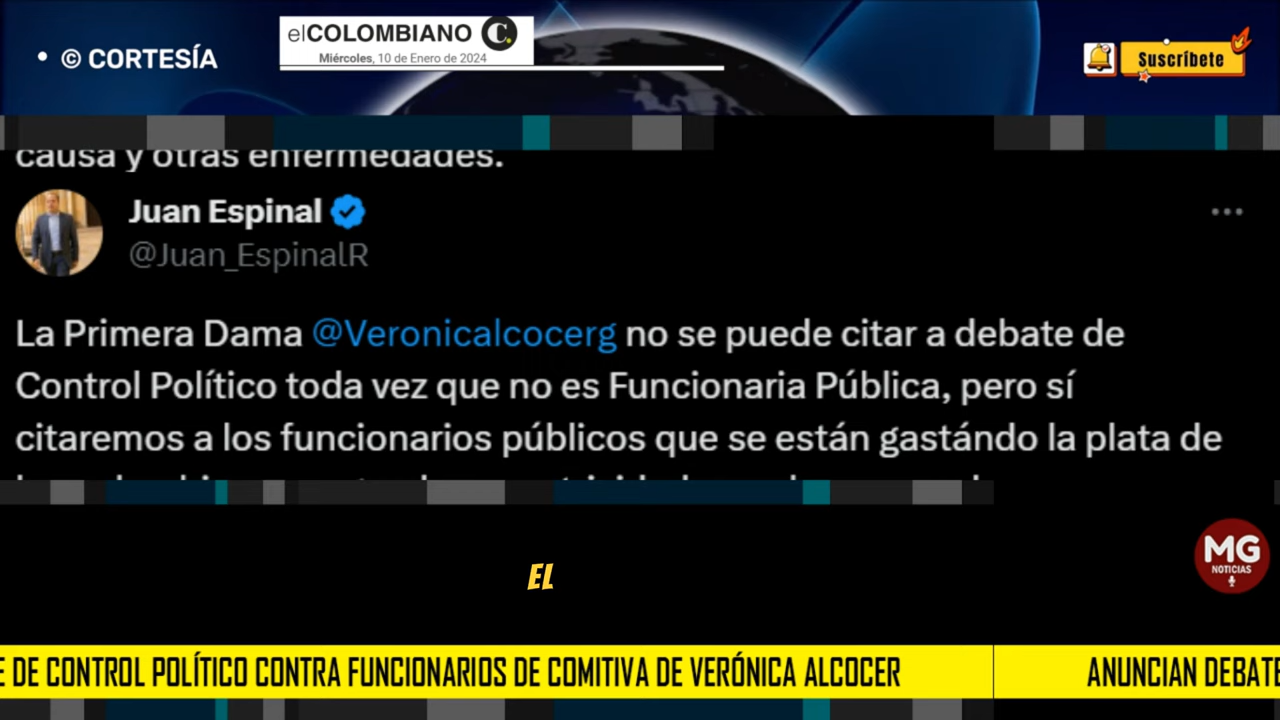 • © CORTESÍA
elCOLOMBIANO C.
Miércoles, 10 de Enero de 2024
Suscríbete
causa y otras enfermedades.
Juan Espinal
@Juan_EspinalR
La Primera Dama @Veronicalcocerg no se puede citar a debate de
Control Político toda vez que no es Funcionaria Pública, pero sí
citaremos a los funcionarios públicos que se están gastándo la plata de
EL
MG
NOTICIAS
E DE CONTROL POLÍTICO CONTRA FUNCIONARIOS DE COMITIVA DE VERÓNICA ALCOCER ANUNCIAN DEBATE